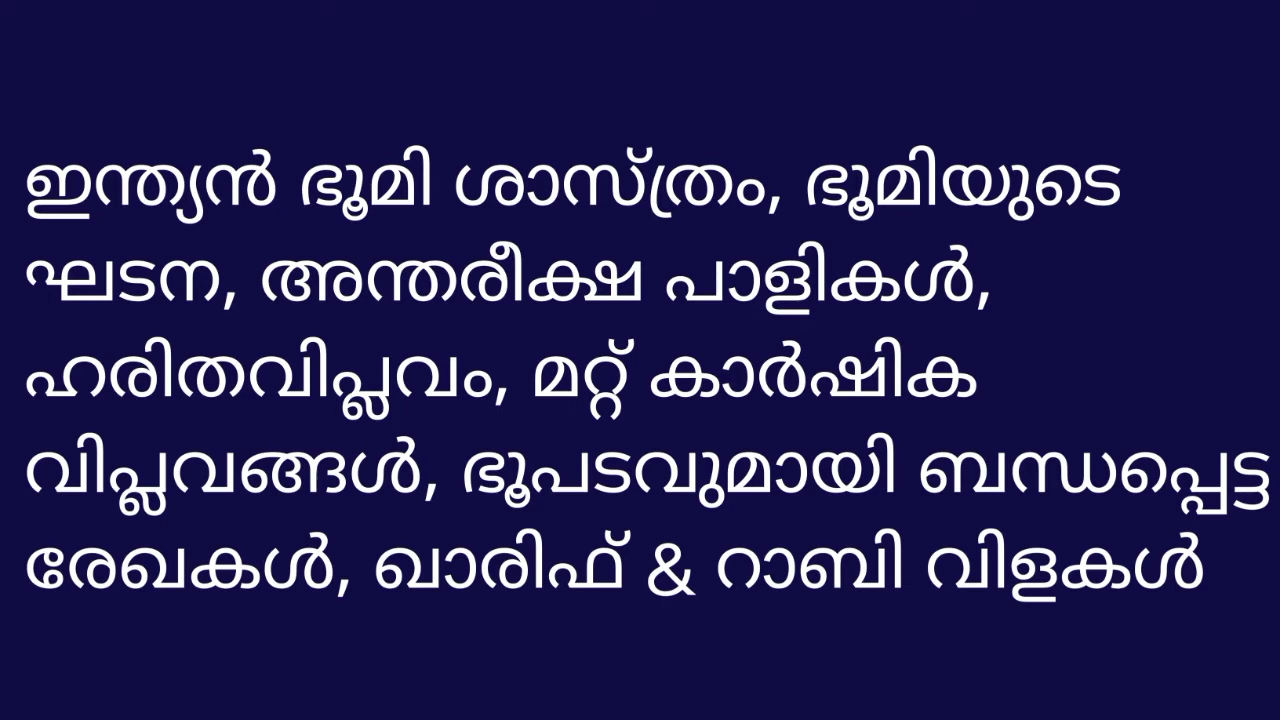 ഇന്ത്യൻ ഭൂമി ശാസ്ത്രം, ഭൂമിയുടെ
ഘടന, അന്തരീക്ഷ പാളികൾ,
ഹരിതവിപ്ലവം, മറ്റ് കാർഷിക
വിപ്ലവങ്ങൾ, ഭൂപടവുമായി ബന്ധപ്പെട്ട
രേഖകൾ, ഖാരിഫ് & റാബി വിളകൾ